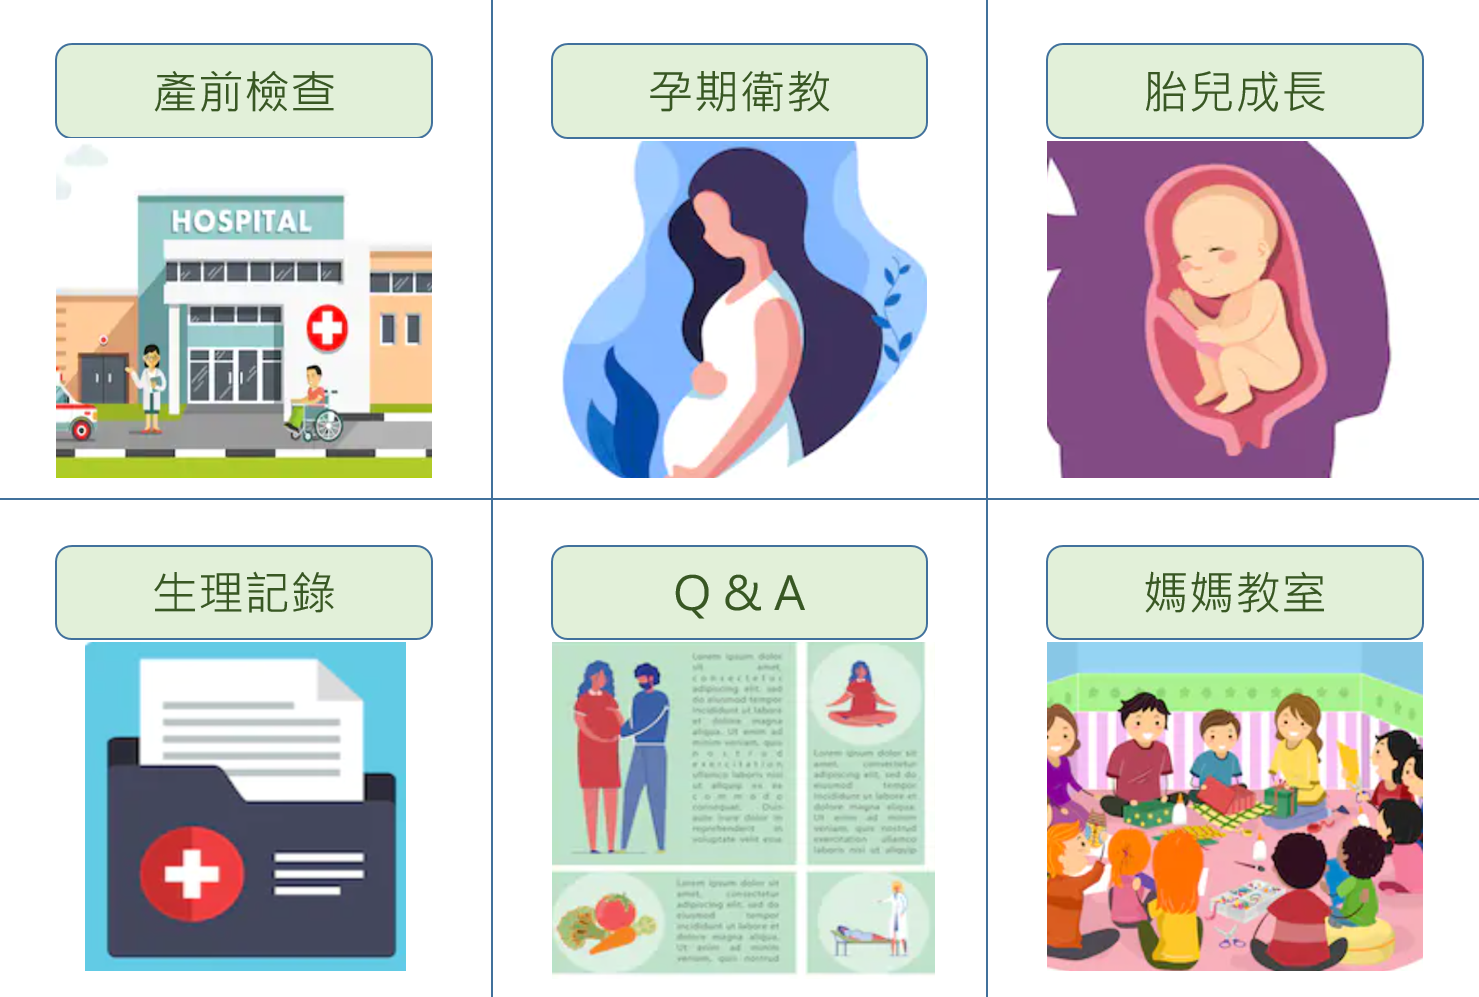 產前檢查
孕期衛教
胎兒成長
HOSPITAL
生理記錄
Q & A
媽媽教室
Lorem ipsum dolor
sit amet,
consectetur
adipiscing elit, sed
do eiusmod tempor
incididunt ut labore
et dolore magna
aliqua. Ut enim ad
minim veniam, quis
nostrud
exercitation
ullamco laboris nisi
ut aliquip ex ea
commodo
consequat. Duis
aute irure dolor in
reprehenderit in
voluptate velit esse
Lorem ipsum dolor sit
amet, consectetur
adipiscing elit, sed do
eiusmod tempor
incididunt ut labore et
dolore magna aliqua.
Ut enim ad minim
veniam, quis nostrud
exercitation ullamco
laboris nisi ut aliquip
Lorem ipsum dolor sit
amet, consectetur
adipiscing elit, sed do
eiusmod tempor
incididunt ut labore et
dolore magna aliqua.
Ut enim ad minim
veniam, quis nostrud